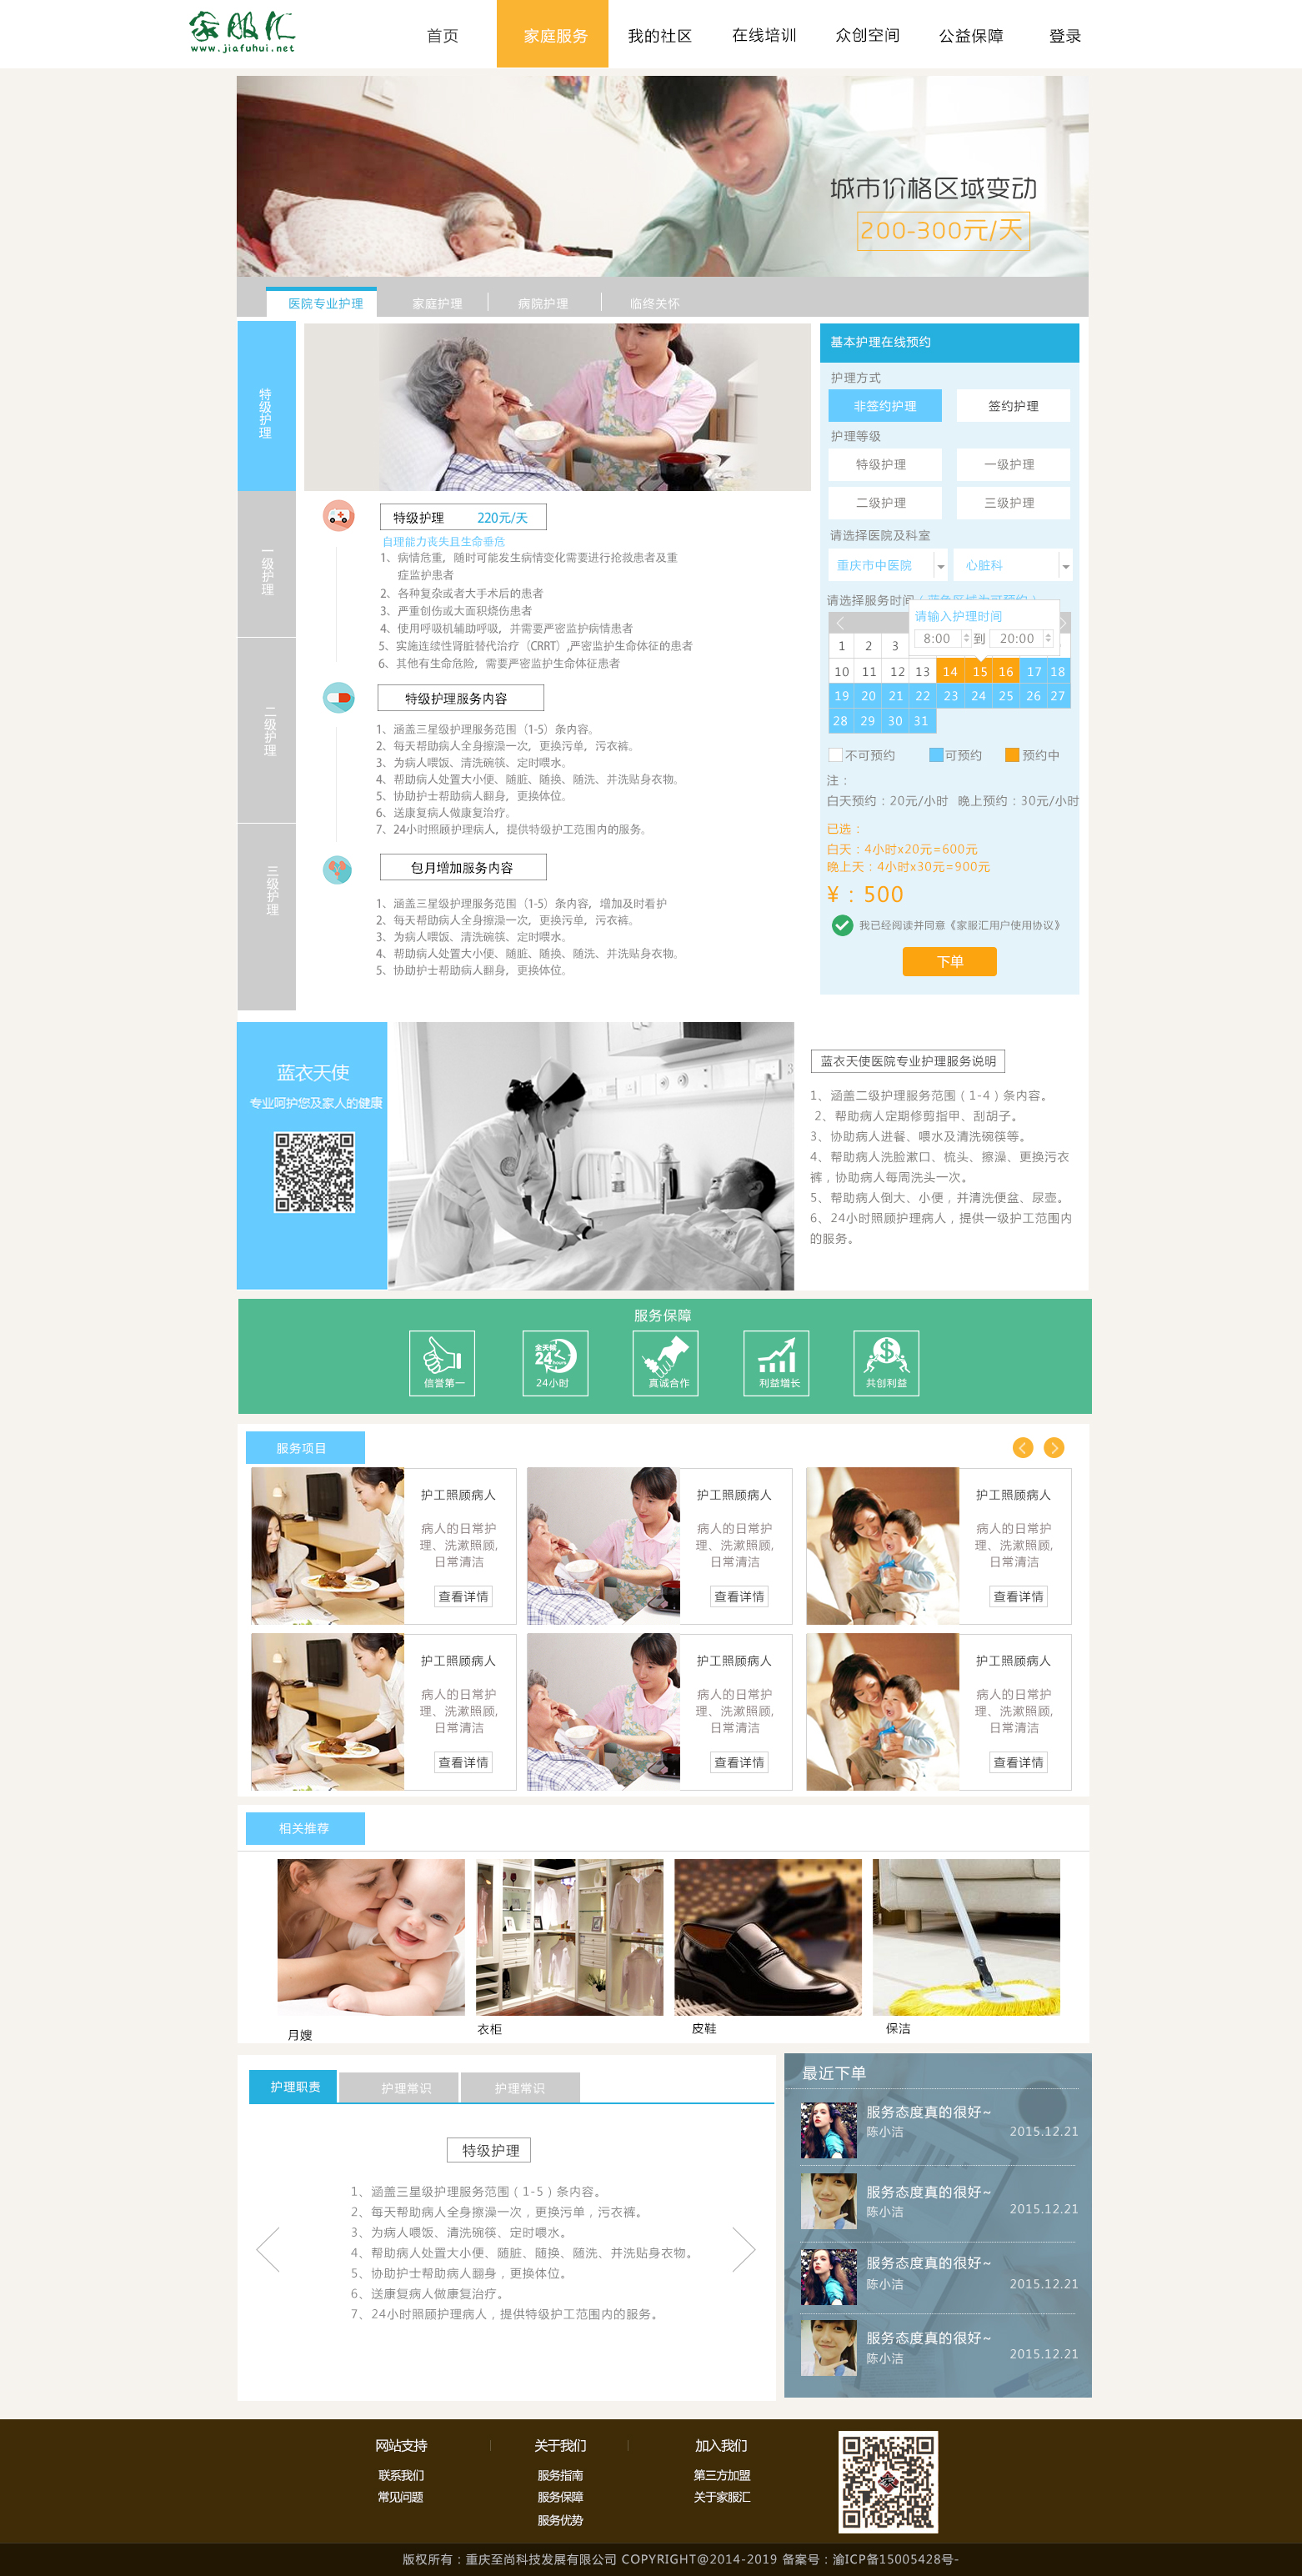 家服汇
www.jiafuhui.net
首页 家庭服务 我的社区 在线培训 众创空间 公益保障 登录
城市价格区域变动
200-300元/天
医院专业护理 家庭护理 病院护理 临终关怀
特级护理
一级护理
二级护理
三级护理
特级护理 220元/天
自理能力丧失且生命垂危
1、病情危重，随时可能发生病情变化需要进行抢救患者及重
症监护患者
2、各种复杂或者大手术后的患者
3、严重创伤或大面积烧伤患者
4、使用呼吸机辅助呼吸，并需要严密监护病情患者
5、实施连续性肾脏替代治疗（CRRT）,严密监护生命体征的患者
6、其他有生命危险，需要严密监护生命体征患者
特级护理服务内容
1、涵盖三星级护理服务范围（1-5）条内容。
2、每天帮助病人全身擦澡一次，更换污单，污衣裤。
3、为病人喂饭、清洗碗筷、定时喂水。
4、帮助病人处置大小便、随脏、随换、随洗、并洗贴身衣物。
5、协助护士帮助病人翻身，更换体位。
6、送康复病人做康复治疗。
7、24小时照顾护理病人，提供特级护工范围内的服务。
包月增加服务内容
1、涵盖三星级护理服务范围（1-5）条内容，增加及时看护
2、每天帮助病人全身擦澡一次，更换污单，污衣裤。
3、为病人喂饭、清洗碗筷、定时喂水。
4、帮助病人处置大小便、随脏、随换、随洗、并洗贴身衣物。
5、协助护士帮助病人翻身，更换体位。
基本护理在线预约
护理方式
非签约护理 签约护理
护理等级
特级护理 一级护理
二级护理 三级护理
请选择医院及科室
重庆市中医院 心脏科
请选择服务时间（蓝色区域为可预约）
请输入护理时间
8:00 到 20:00
1 2 3
10 11 12 13 14 15 16 17 18
19 20 21 22 23 24 25 26 27
28 29 30 31
不可预约 可预约 预约中
注：
白天预约：20元/小时 晚上预约：30元/小时
已选：
白天：4小时x20元=600元
晚上天：4小时x30元=900元
¥：500
我已经阅读并同意《家服汇用户使用协议》
下单
蓝衣天使
专业呵护您及家人的健康
蓝衣天使医院专业护理服务说明
1、涵盖二级护理服务范围（1-4）条内容。
2、帮助病人定期修剪指甲、刮胡子。
3、协助病人进餐、喂水及清洗碗筷等。
4、帮助病人洗脸漱口、梳头、擦澡、更换污衣
裤，协助病人每周洗头一次。
5、帮助病人倒大、小便，并清洗便盆、尿壶。
6、24小时照顾护理病人，提供一级护工范围内
的服务。
服务保障
全天候
24
信誉第一 24小时 真诚合作 利益增长 共创利益
服务项目
护工照顾病人 护工照顾病人 护工照顾病人
病人的日常护 病人的日常护 病人的日常护
理、洗漱照顾, 理、洗漱照顾, 理、洗漱照顾,
日常清洁 日常清洁 日常清洁
查看详情 查看详情 查看详情
护工照顾病人 护工照顾病人 护工照顾病人
病人的日常护 病人的日常护 病人的日常护
理、洗漱照顾, 理、洗漱照顾, 理、洗漱照顾,
日常清洁 日常清洁 日常清洁
查看详情 查看详情 查看详情
相关推荐
月嫂 衣柜 皮鞋 保洁
护理职责 护理常识 护理常识
特级护理
1、涵盖三星级护理服务范围（1-5）条内容。
2、每天帮助病人全身擦澡一次，更换污单，污衣裤。
3、为病人喂饭、清洗碗筷、定时喂水。
4、帮助病人处置大小便、随脏、随换、随洗、并洗贴身衣物。
5、协助护士帮助病人翻身，更换体位。
6、送康复病人做康复治疗。
7、24小时照顾护理病人，提供特级护工范围内的服务。
最近下单
服务态度真的很好~
陈小洁 2015.12.21
服务态度真的很好~
陈小洁 2015.12.21
服务态度真的很好~
陈小洁 2015.12.21
服务态度真的很好~
陈小洁 2015.12.21
网站支持 关于我们 加入我们
联系我们 服务指南 第三方加盟
常见问题 服务保障 关于家服汇
服务优势
版权所有：重庆至尚科技发展有限公司 COPYRIGHT@2014-2019 备案号：渝ICP备15005428号-